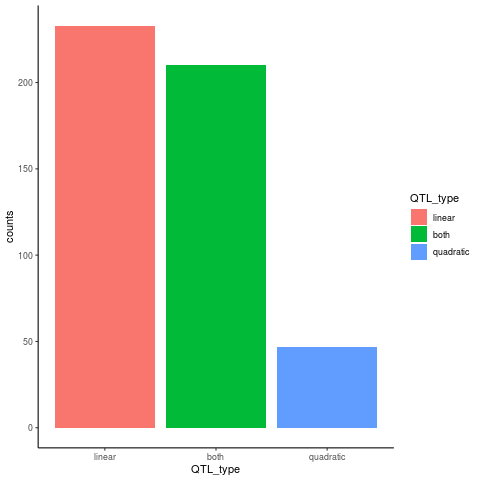 counts
200
150
100
50
0
linear both quadratic
QTL_type
QTL_type
linear
both
quadratic